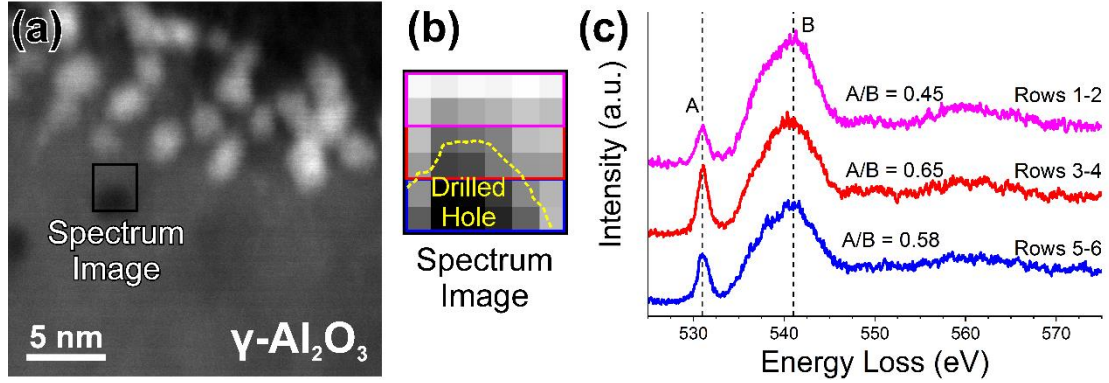 (a)
Spectrum
Image
5 nm
γ-Al₂O₃
(b)
Drilled
Hole
Spectrum
Image
(c)
Intensity (a.u.)
A
B
A/B = 0.45
Rows 1-2
A/B = 0.65
Rows 3-4
A/B = 0.58
Rows 5-6
530 540 550 560 570
Energy Loss (eV)